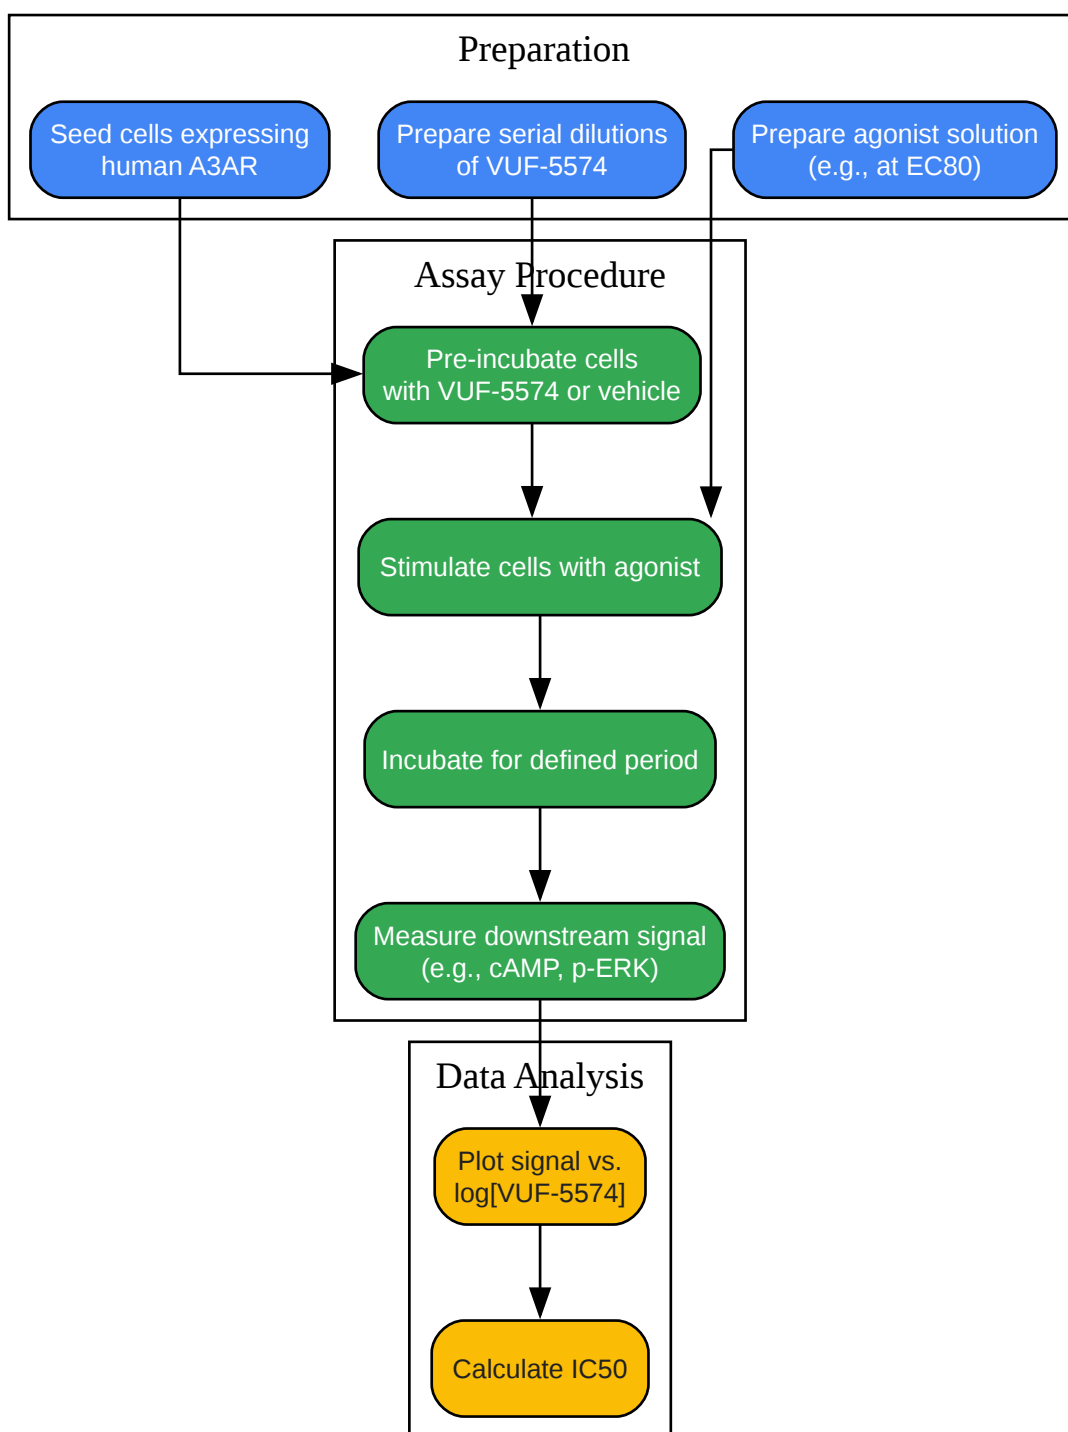 Preparation
Seed cells expressing
human A3AR
Prepare serial dilutions
of VUF-5574
Prepare agonist solution
(e.g., at EC80)
Assay Procedure
Pre-incubate cells
with VUF-5574 or vehicle
Stimulate cells with agonist
Incubate for defined period
Measure downstream signal
(e.g., cAMP, p-ERK)
Data Analysis
Plot signal vs.
log[VUF-5574]
Calculate IC50